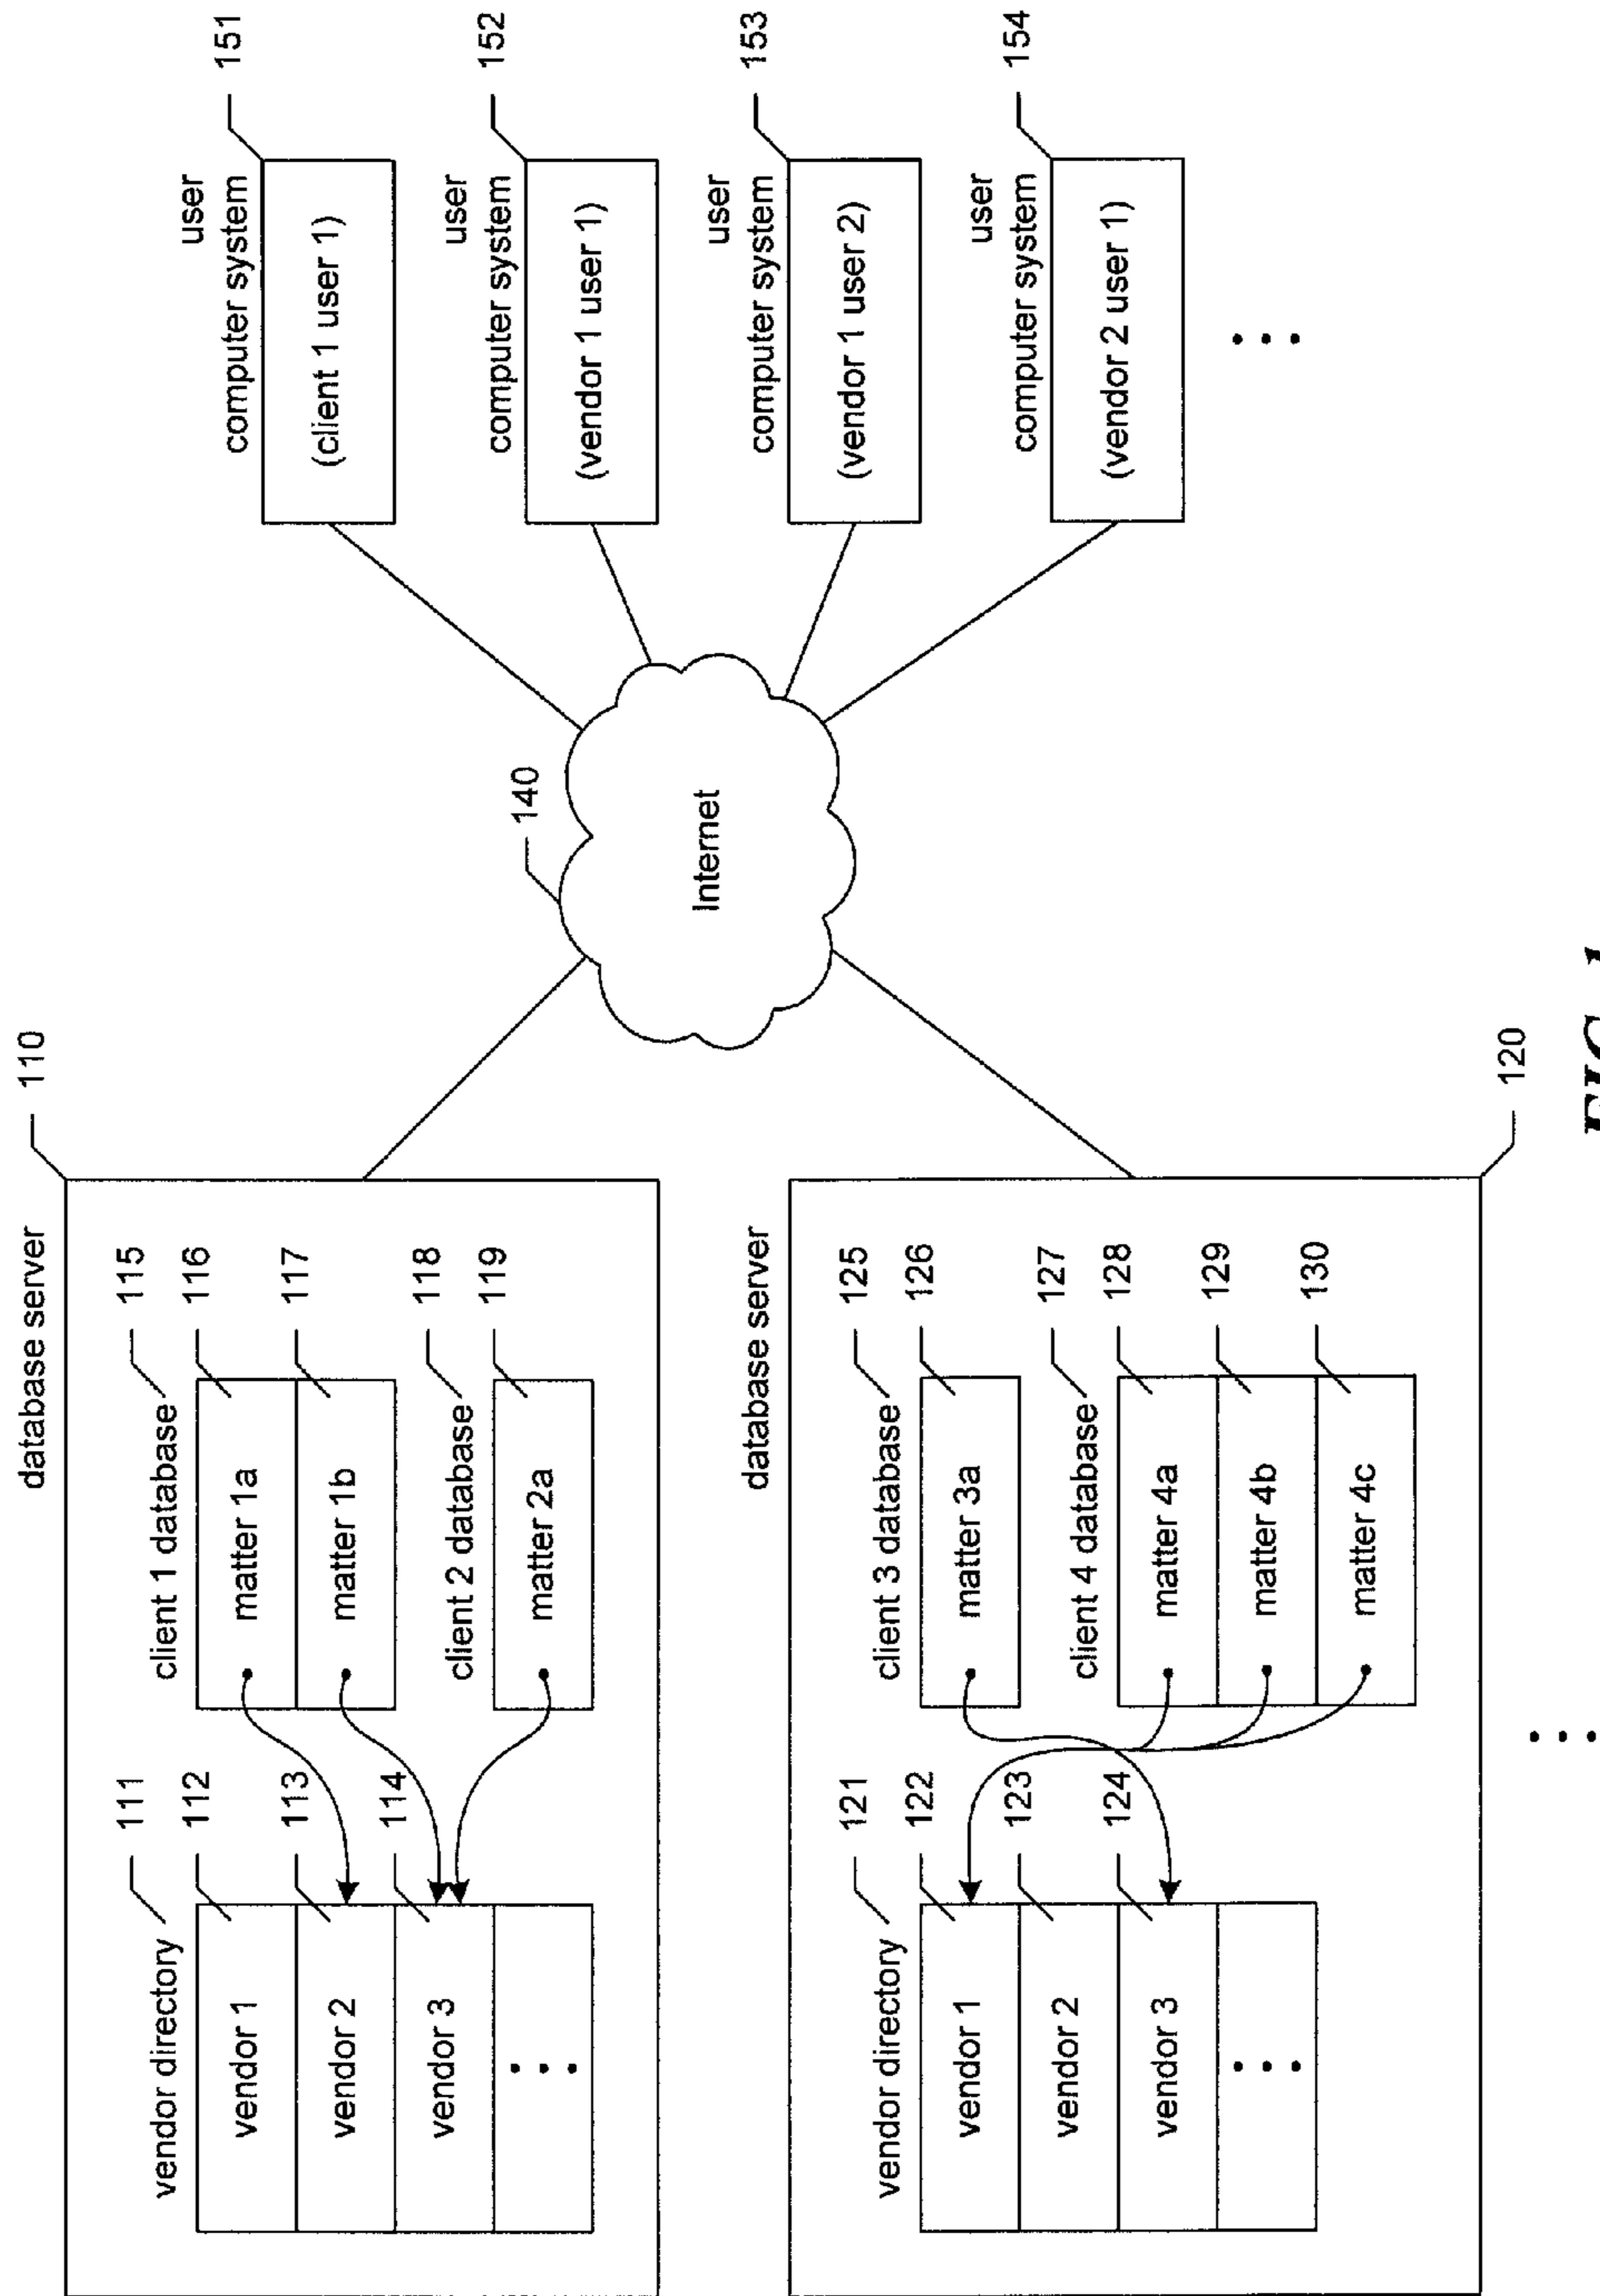 database server
110
vendor directory
111
vendor 1
112
vendor 2
113
vendor 3
114
client 1 database
115
matter 1a
116
matter 1b
117
client 2 database
118
matter 2a
119
database server
120
vendor directory
121
vendor 1
122
vendor 2
123
vendor 3
124
client 3 database
125
matter 3a
126
client 4 database
127
matter 4a
128
matter 4b
129
matter 4c
130
140
Internet
user
computer system
151
(client 1 user 1)
user
computer system
152
(vendor 1 user 1)
user
computer system
153
(vendor 1 user 2)
user
computer system
154
(vendor 2 user 1)